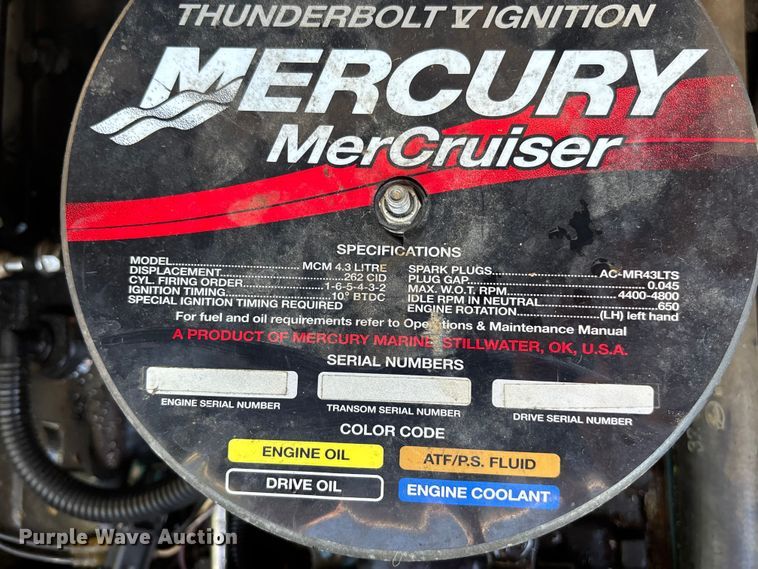 THUNDERBOLT V IGNITION
MERCURY
MerCruiser
SPECIFICATIONS
MODEL..........MCM 4.3 LITRE
DISPLACEMENT..........262 CID
CYL. FIRING ORDER..........1-6-5-4-3-2
IGNITION TIMING..........10° BTDC
SPECIAL IGNITION TIMING REQUIRED
SPARK PLUGS..........AC-MR43LTS
PLUG GAP..........0.045
MAX. W.O.T. RPM..........4400-4800
IDLE RPM IN NEUTRAL..........650
ENGINE ROTATION..........(LH) left hand
For fuel and oil requirements refer to Operations & Maintenance Manual
A PRODUCT OF MERCURY MARINE, STILLWATER, OK, U.S.A.
SERIAL NUMBERS
ENGINE SERIAL NUMBER TRANSOM SERIAL NUMBER DRIVE SERIAL NUMBER
COLOR CODE
ENGINE OIL ATF/P.S. FLUID
DRIVE OIL ENGINE COOLANT
Purple Wave Auction